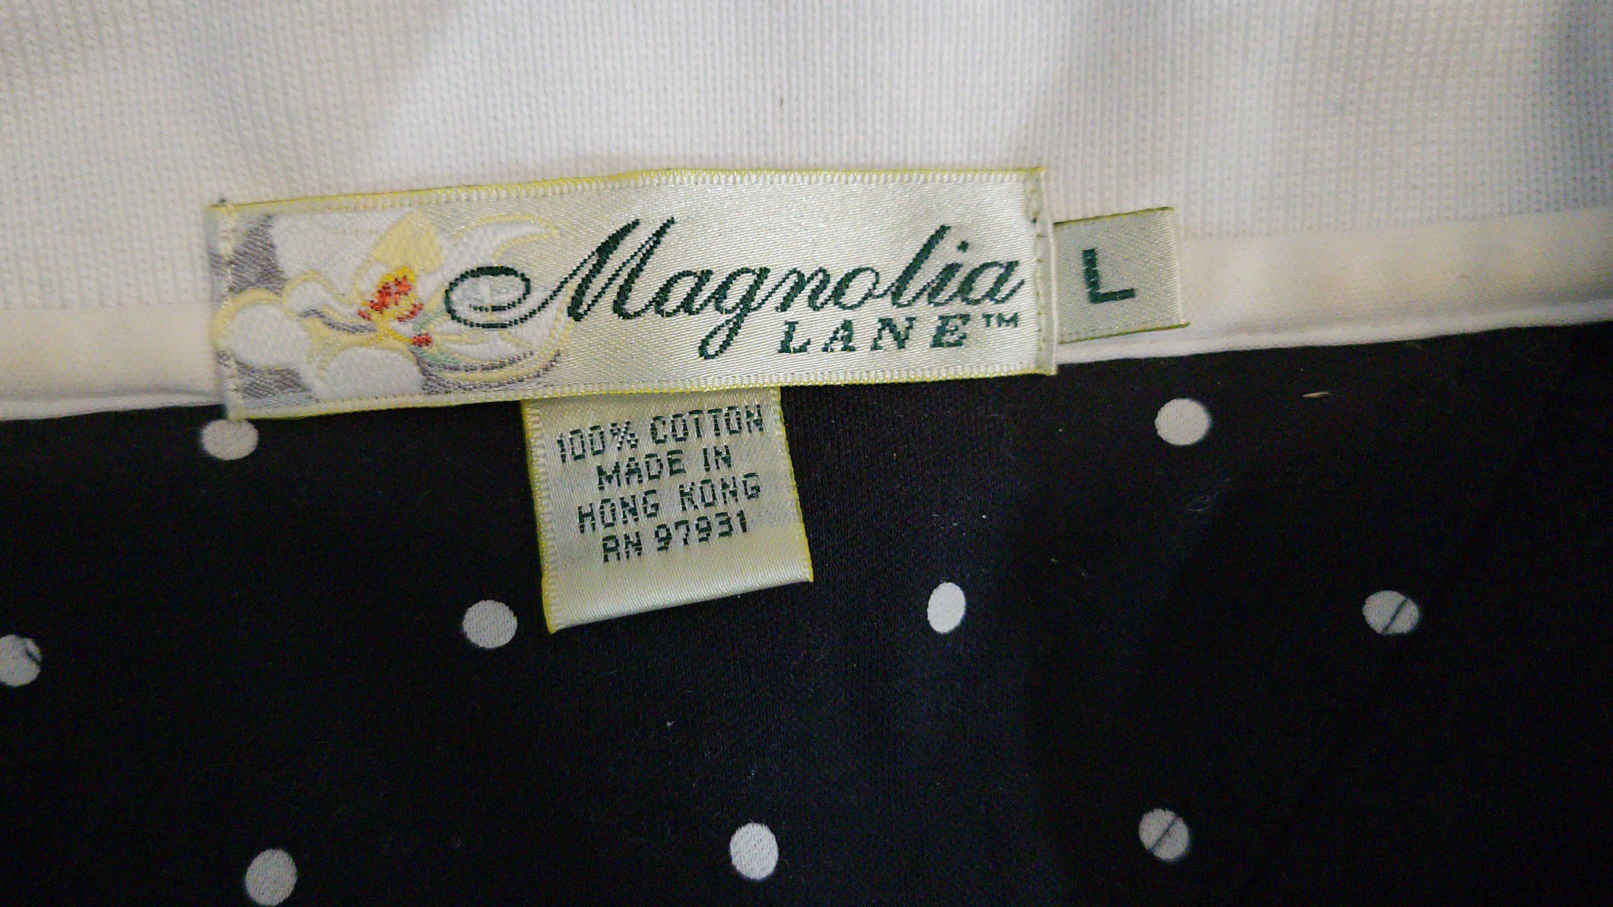 Magnolia
LANE™
L
100% COTTON
MADE IN
HONG KONG
RN 97931